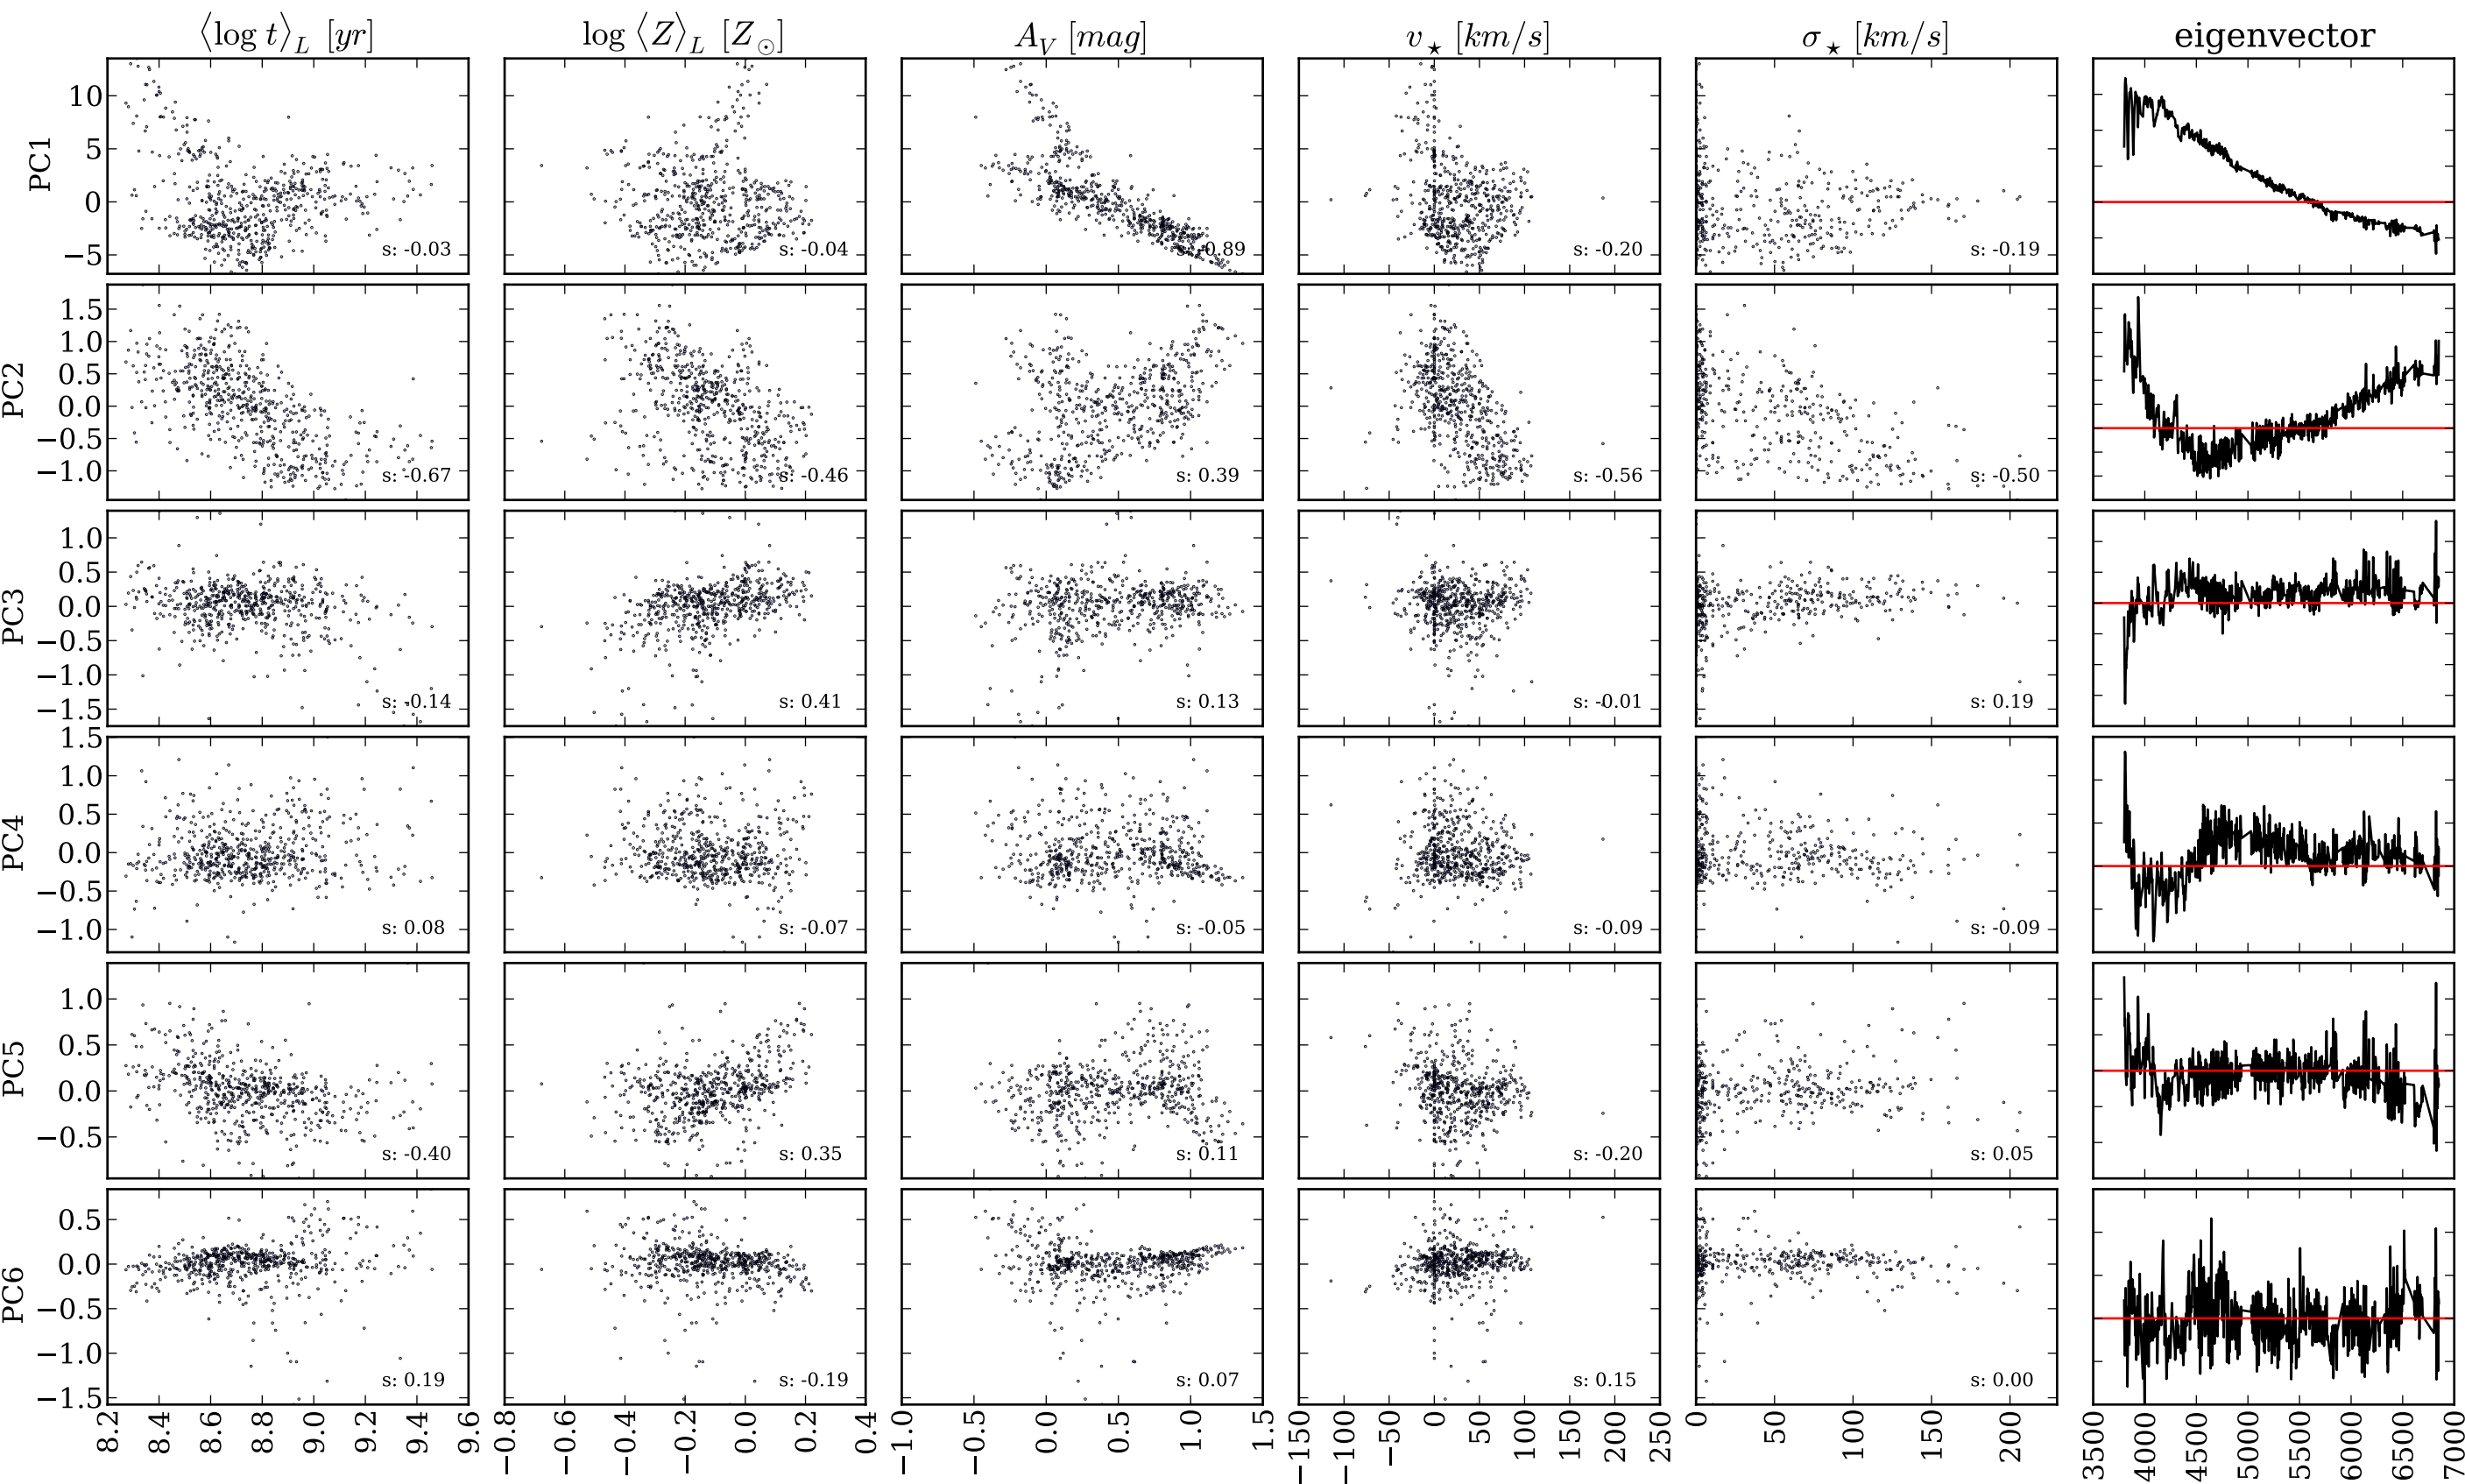 ⟨log t⟩_L [yr] log ⟨Z⟩_L [Z_⊙] A_V [mag] v_⋆ [km/s] σ_⋆ [km/s] eigenvector
PC1
10
5
0
−5
s: -0.03 s: -0.04 s: -0.89 s: -0.20 s: -0.19
PC2
1.5
1.0
0.5
0.0
−0.5
−1.0
s: -0.67 s: -0.46 s: 0.39 s: -0.56 s: -0.50
PC3
1.0
0.5
0.0
−0.5
−1.0
−1.5
s: -0.14 s: 0.41 s: 0.13 s: -0.01 s: 0.19
PC4
1.5
1.0
0.5
0.0
−0.5
−1.0
s: 0.08 s: -0.07 s: -0.05 s: -0.09 s: -0.09
PC5
1.0
0.5
0.0
−0.5
s: -0.40 s: 0.35 s: 0.11 s: -0.20 s: 0.05
PC6
0.5
0.0
−0.5
−1.0
−1.5
s: 0.19 s: -0.19 s: 0.07 s: 0.15 s: 0.00
8.2 8.4 8.6 8.8 9.0 9.2 9.4 9.6 −0.8 −0.6 −0.4 −0.2 0.0 0.2 0.4 −1.0 −0.5 0.0 0.5 1.0 1.5 −150 −100 −50 0 50 100 150 200 250 0 50 100 150 200 3500 4000 4500 5000 5500 6000 6500 7000